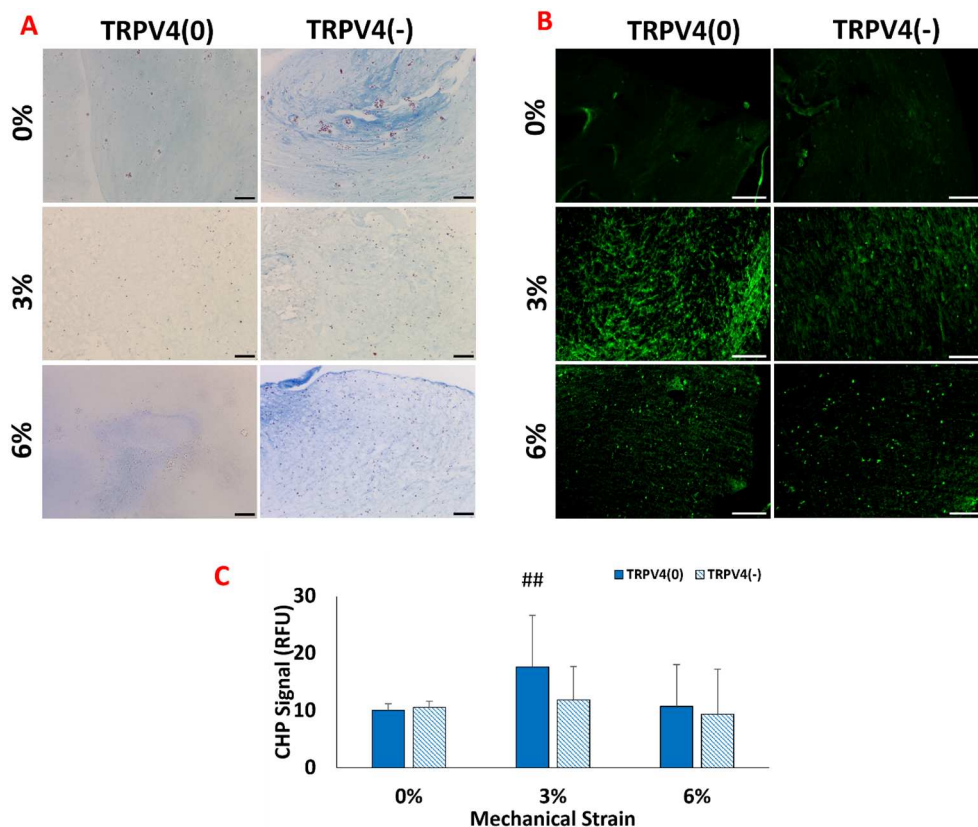 A
TRPV4(0) TRPV4(-)
0%
3%
6%
B
TRPV4(0) TRPV4(-)
0%
3%
6%
C
##
TRPV4(0) TRPV4(-)
CHP Signal (RFU)
30
20
10
0
0% 3% 6%
Mechanical Strain